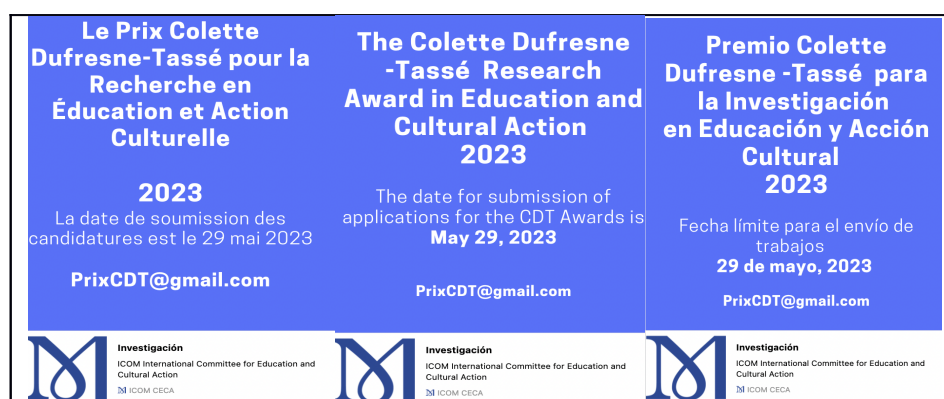 Le Prix Colette
Dufresne-Tassé pour la
Recherche en
Éducation et Action
Culturelle
2023
La date de soumission des
candidatures est le 29 mai 2023
PrixCDT@gmail.com
Investigación
ICOM International Committee for Education and
Cultural Action
ICOM CECA
The Colette Dufresne
-Tassé Research
Award in Education and
Cultural Action
2023
The date for submission of
applications for the CDT Awards is
May 29, 2023
PrixCDT@gmail.com
Investigación
ICOM International Committee for Education and
Cultural Action
ICOM CECA
Premio Colette
Dufresne -Tassé para
la Investigación
en Educación y Acción
Cultural
2023
Fecha límite para el envío de
trabajos
29 de mayo, 2023
PrixCDT@gmail.com
Investigación
ICOM International Committee for Education and
Cultural Action
ICOM CECA